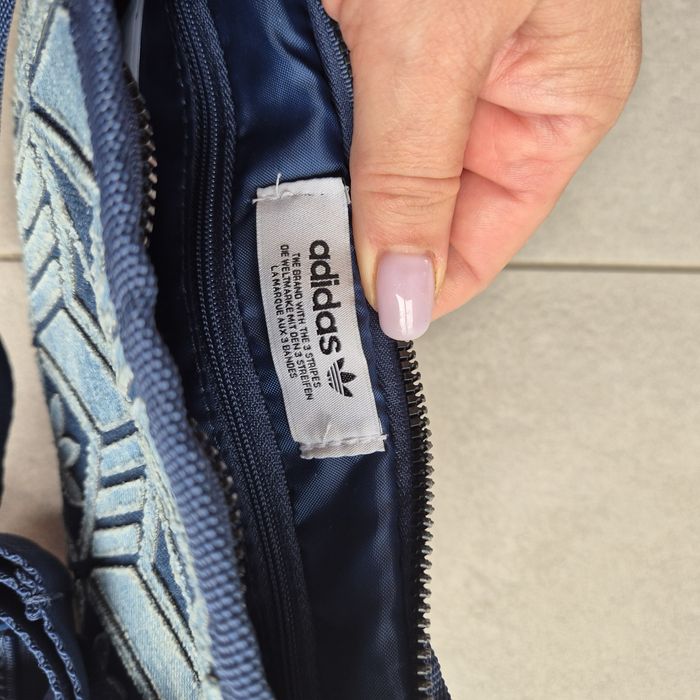 adidas
THE BRAND WITH THE 3 STRIPES
DIE WELTMARKE MIT DEN 3 STREIFEN
LA MARQUE AUX 3 BANDES